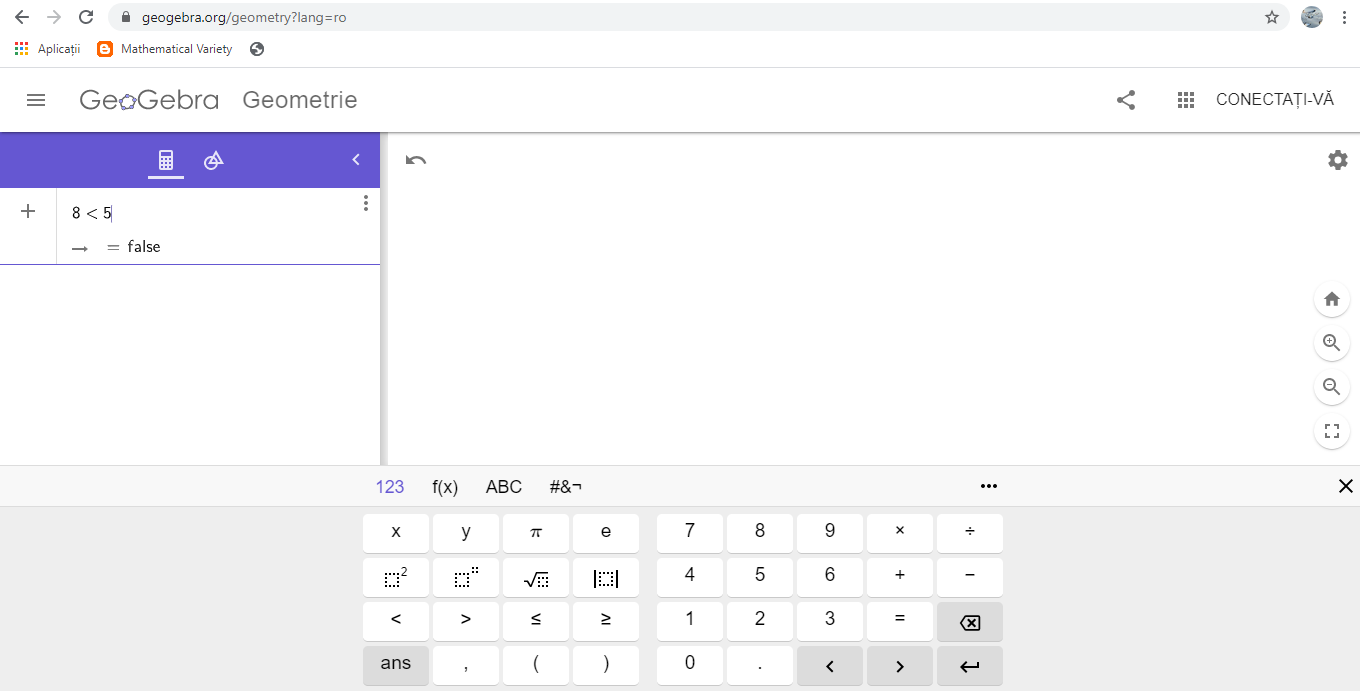 geogebra.org/geometry?lang=ro
Aplicații Mathematical Variety
GeoGebra Geometrie CONECTAȚI-VĂ
8 < 5
→ = false
123 f(x) ABC #&¬ •••
x y π e 7 8 9 × ÷
2 √ 4 5 6 + −
< > ≤ ≥ 1 2 3 =
ans , ( ) 0 . < >